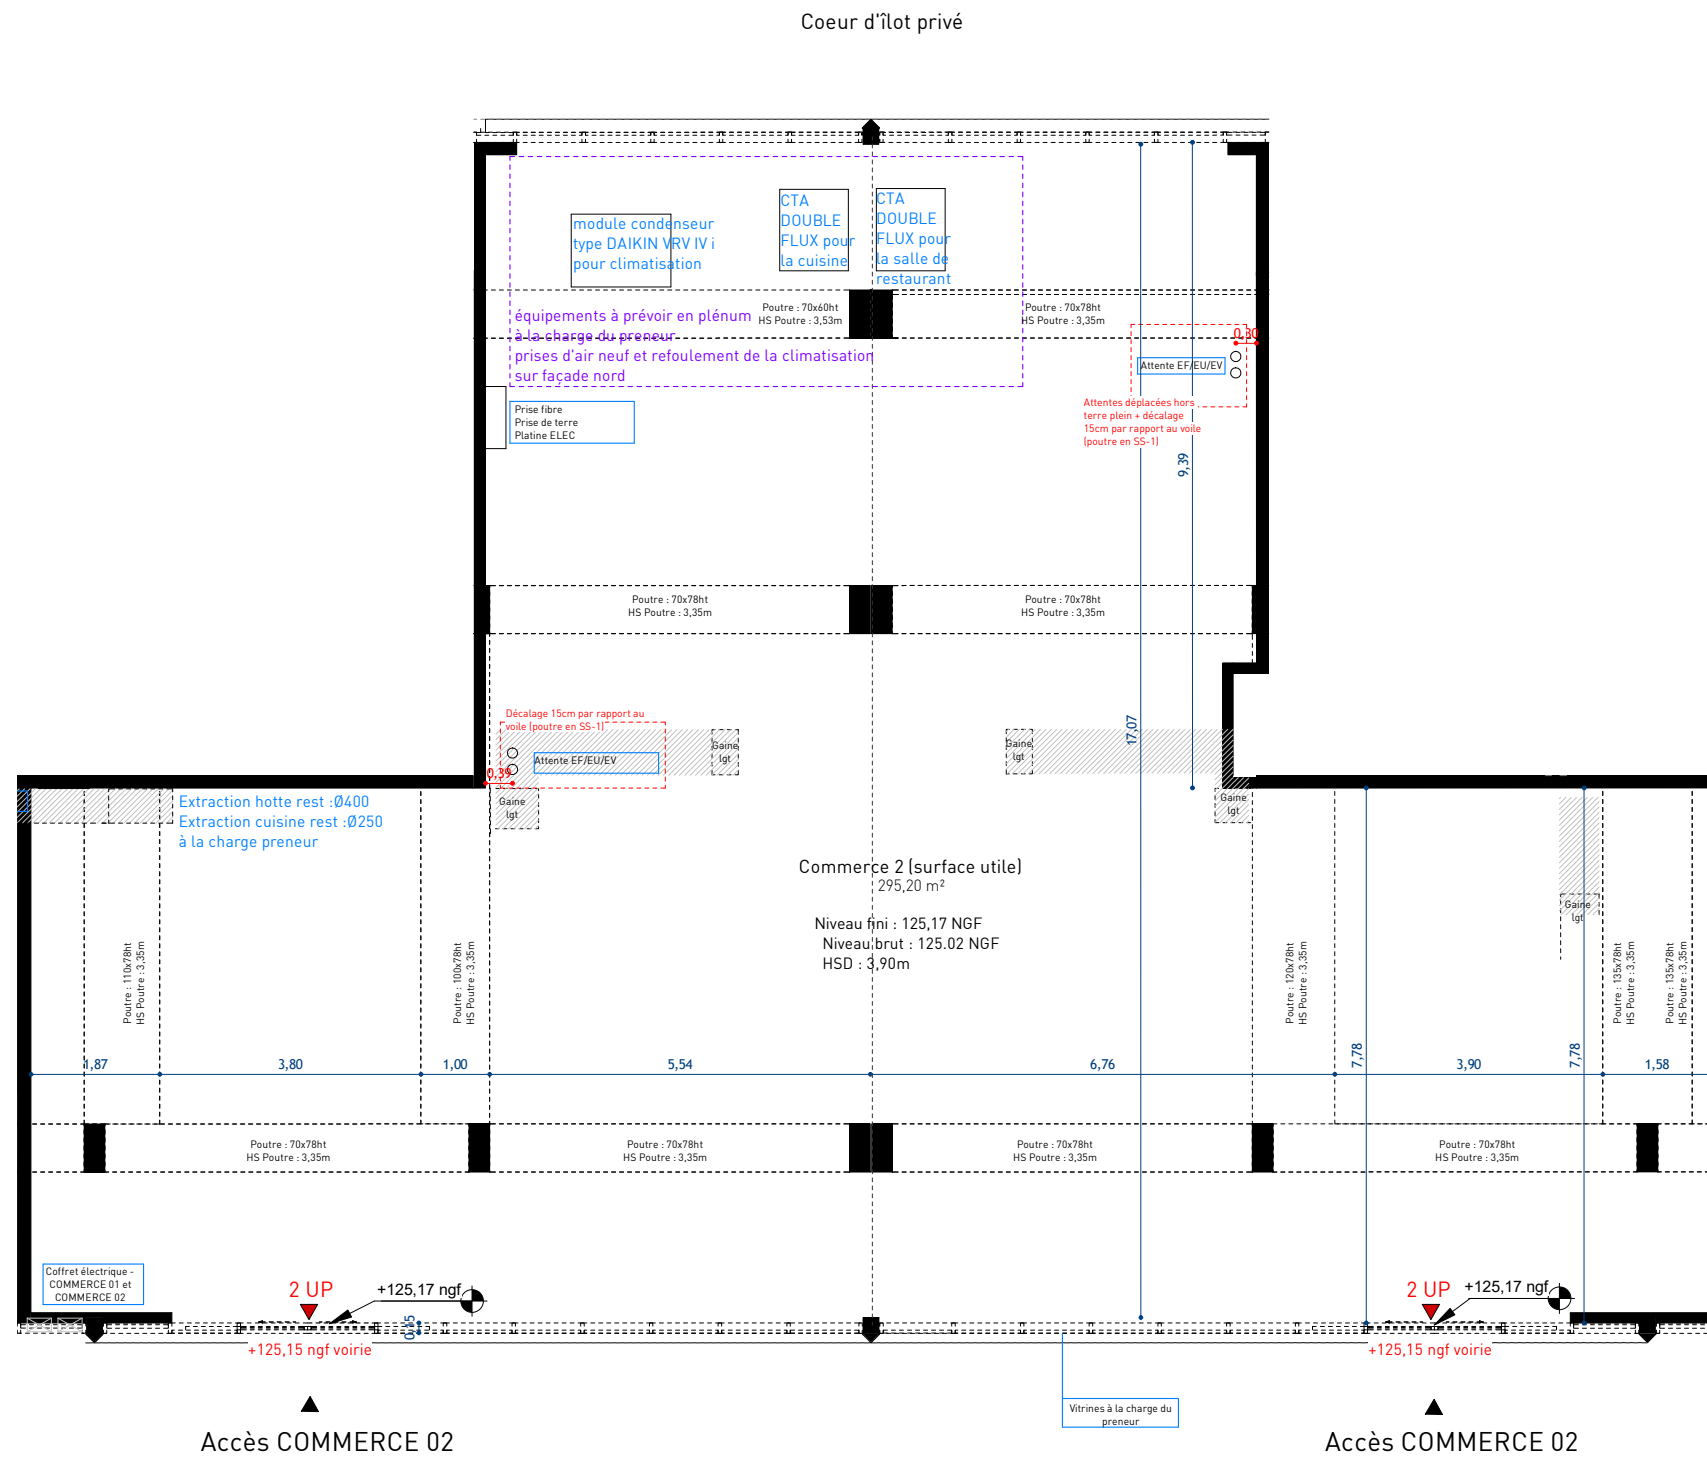 Coeur d'îlot privé
module condenseur
type DAIKIN VRV IV i
pour climatisation
CTA
DOUBLE
FLUX pour
la cuisine
CTA
DOUBLE
FLUX pour
la salle de
restaurant
équipements à prévoir en plénum
à la charge du preneur
prises d'air neuf et refoulement de la climatisation
sur façade nord
Poutre : 70x60ht
HS Poutre : 3,53m
Poutre : 70x78ht
HS Poutre : 3,35m
0,30
Attente EF/EU/EV
Attentes déplacées hors
terre plein + décalage
15cm par rapport au voile
(poutre en SS-1)
Prise fibre
Prise de terre
Platine ELEC
9,39
Poutre : 70x78ht
HS Poutre : 3,35m
Poutre : 70x78ht
HS Poutre : 3,35m
17,07
Décalage 15cm par rapport au
voile (poutre en SS-1)
Attente EF/EU/EV
0,39
Gaine
lgt
Gaine
lgt
Gaine
lgt
Gaine
lgt
Extraction hotte rest :Ø400
Extraction cuisine rest :Ø250
à la charge preneur
Commerce 2 (surface utile)
295,20 m²
Niveau fini : 125,17 NGF
Niveau brut : 125.02 NGF
HSD : 3,90m
Gaine
lgt
Poutre : 110x78ht
HS Poutre : 3,35m
Poutre : 100x78ht
HS Poutre : 3,35m
Poutre : 120x78ht
HS Poutre : 3,35m
Poutre : 135x78ht
HS Poutre : 3,35m
Poutre : 135x78ht
HS Poutre : 3,35m
1,87
3,80
1,00
5,54
6,76
7,78
3,90
7,78
1,58
Poutre : 70x78ht
HS Poutre : 3,35m
Poutre : 70x78ht
HS Poutre : 3,35m
Poutre : 70x78ht
HS Poutre : 3,35m
Poutre : 70x78ht
HS Poutre : 3,35m
Coffret électrique -
COMMERCE 01 et
COMMERCE 02
2 UP
+125,17 ngf
0,15
+125,15 ngf voirie
2 UP
+125,17 ngf
+125,15 ngf voirie
Vitrines à la charge du
preneur
Accès COMMERCE 02
Accès COMMERCE 02